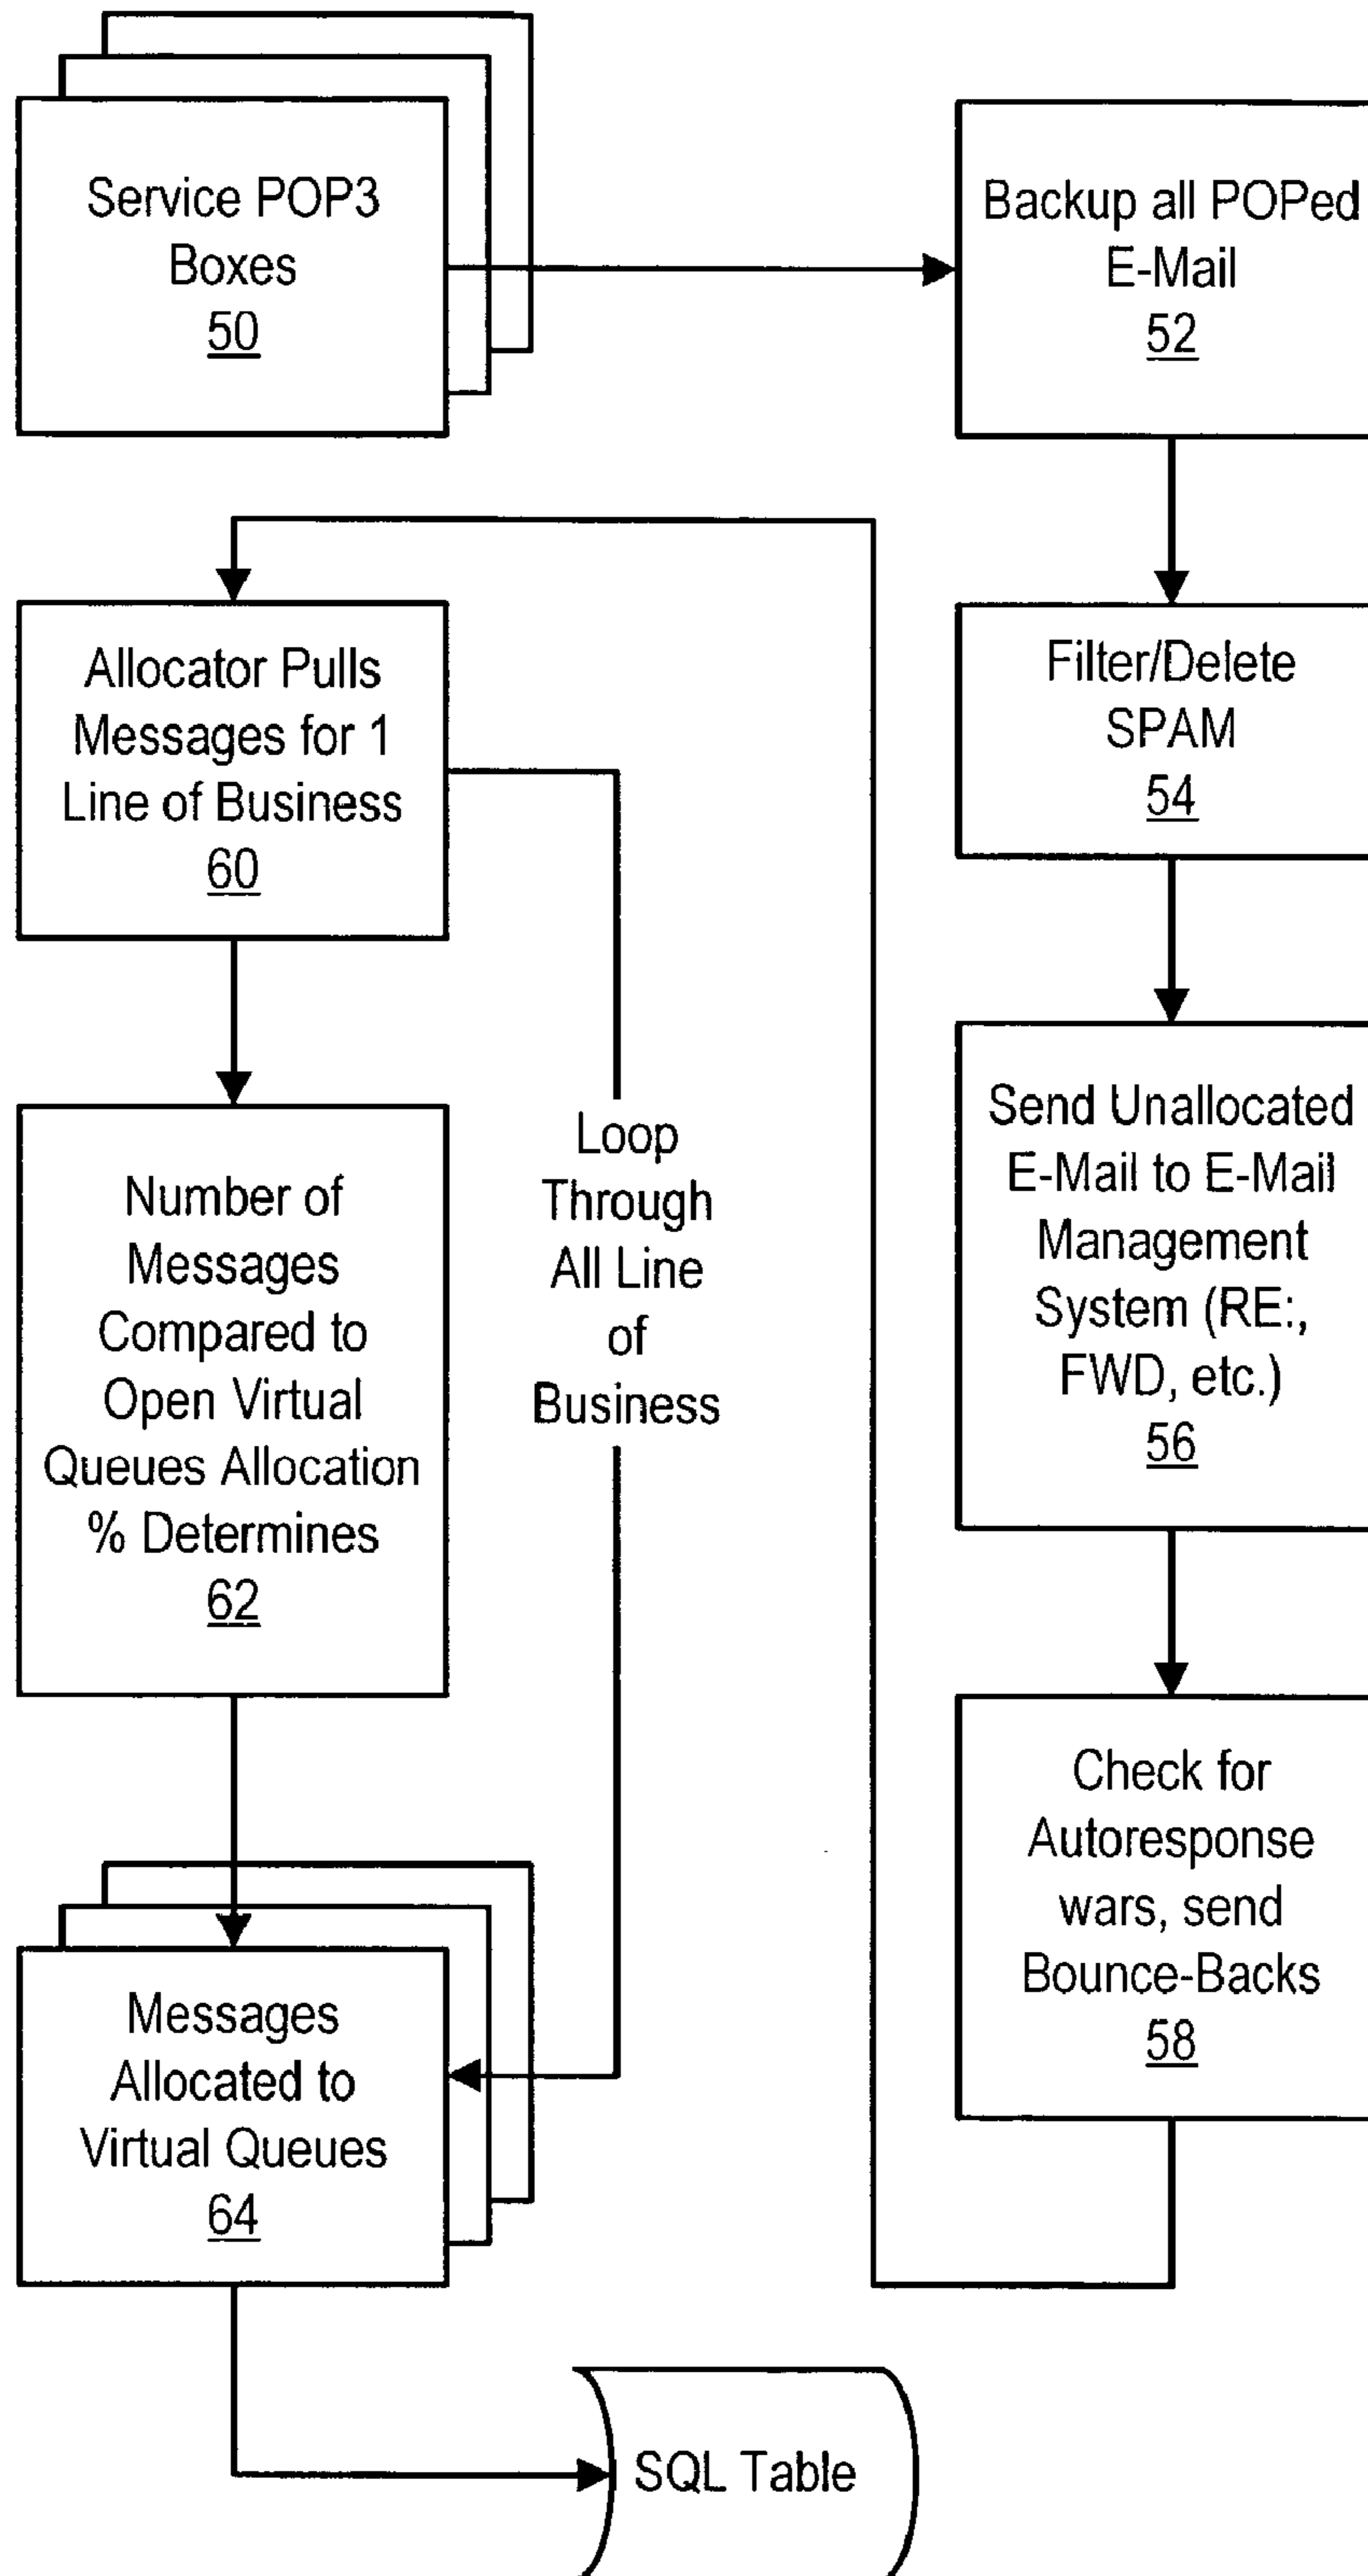 Service POP3
Boxes
50
Backup all POPed
E-Mail
52
Filter/Delete
SPAM
54
Send Unallocated
E-Mail to E-Mail
Management
System (RE:,
FWD, etc.)
56
Check for
Autoresponse
wars, send
Bounce-Backs
58
Allocator Pulls
Messages for 1
Line of Business
60
Loop
Through
All Line
of
Business
Number of
Messages
Compared to
Open Virtual
Queues Allocation
% Determines
62
Messages
Allocated to
Virtual Queues
64
SQL Table